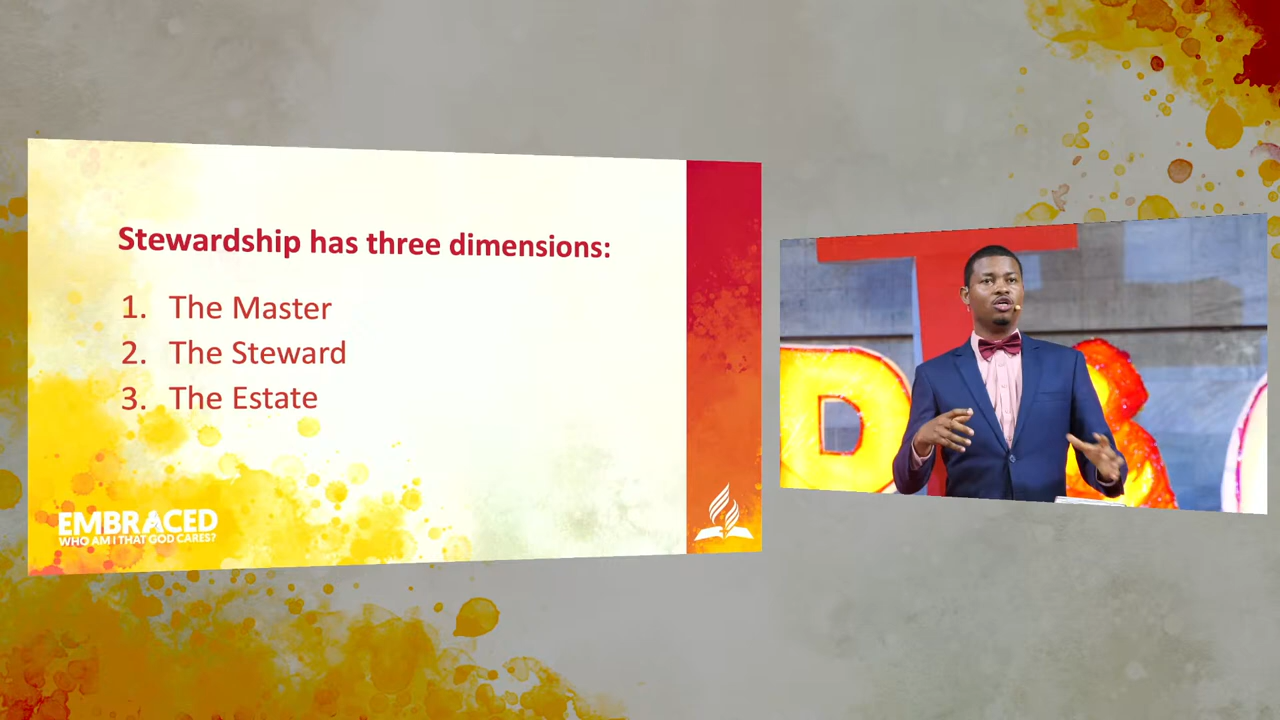 Stewardship has three dimensions:
1. The Master
2. The Steward
3. The Estate
EMBRACED
WHO AM I THAT GOD CARES?